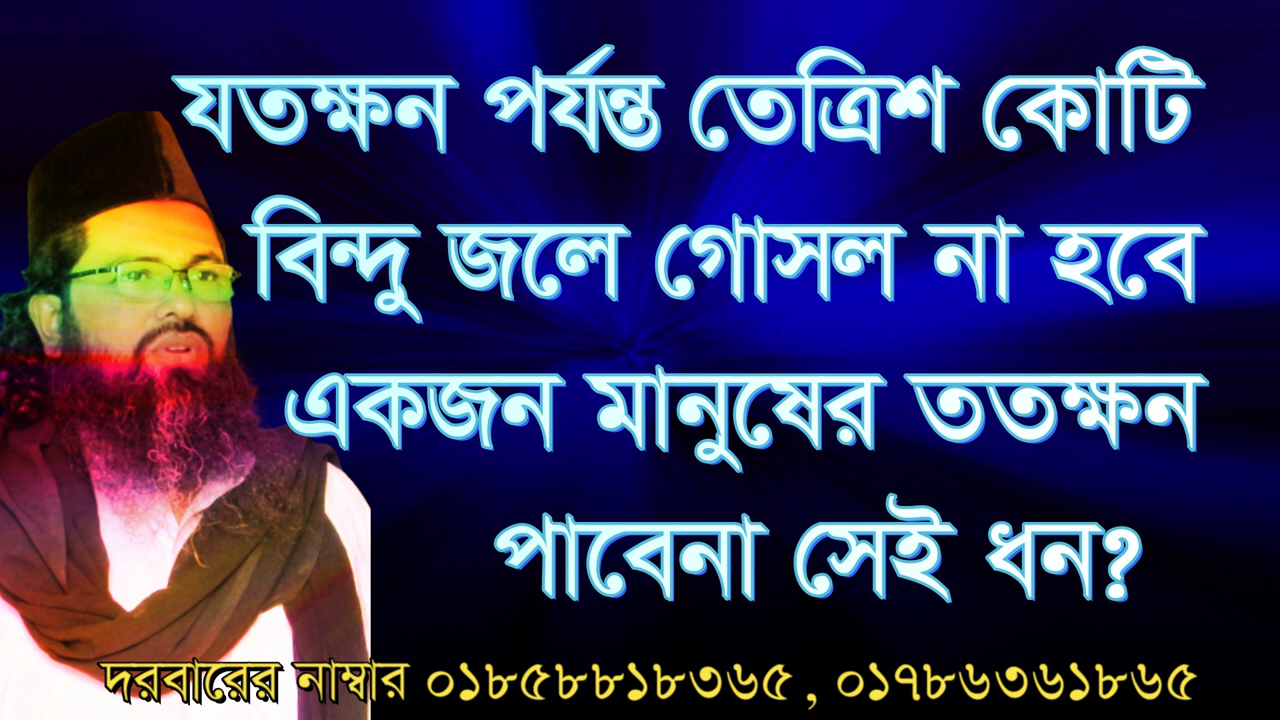 যতক্ষন পর্যন্ত তেত্রিশ কোটি
বিন্দু জলে গোসল না হবে
একজন মানুষের ততক্ষন
পাবেনা সেই ধন?
দরবারের নাম্বার ০১৮৫৮৮১৮৩৬৫, ০১৭৮৬৩৬১৮৬৫